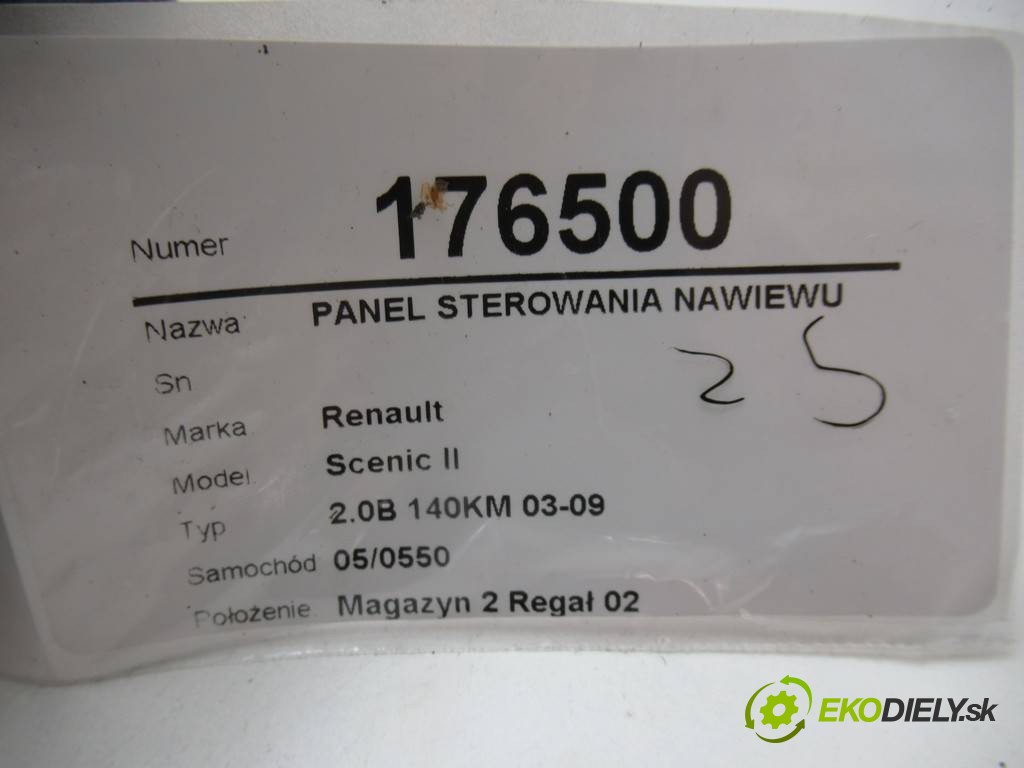 Numer 176500
Nazwa PANEL STEROWANIA NAWIEWU
Sn
25
Marka Renault
Model Scenic II
Typ 2.0B 140KM 03-09
Samochód 05/0550
Położenie Magazyn 2 Regał 02
EKODIELY.sk